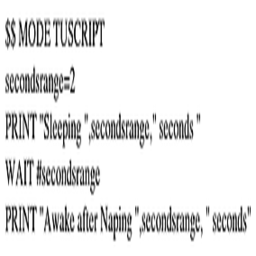 $$ MODE TUSCRIPT
secondsrange=2
PRINT "Sleeping ",secondsrange," seconds "
WAIT #secondsrange
PRINT "Awake after Naping ",secondsrange, " seconds"